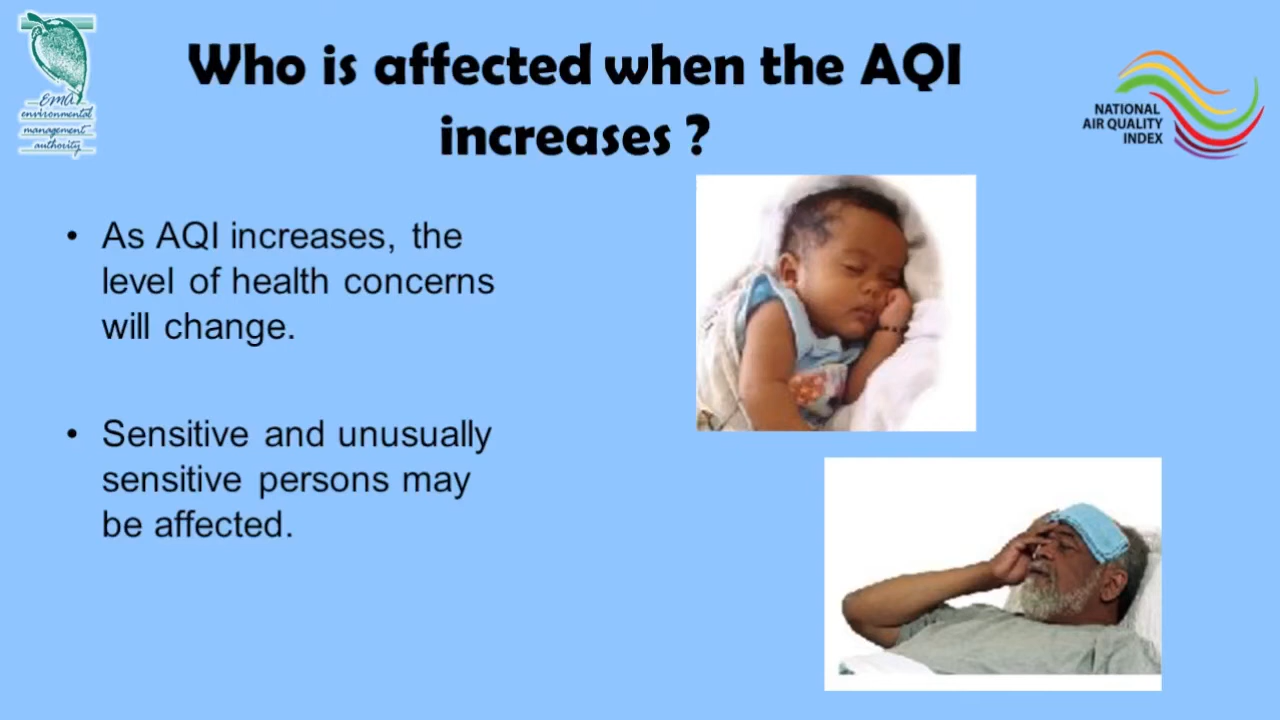 Who is affected when the AQI
increases ?
EMA
environmental
management
authority
NATIONAL
AIR QUALITY
INDEX
• As AQI increases, the
level of health concerns
will change.
• Sensitive and unusually
sensitive persons may
be affected.